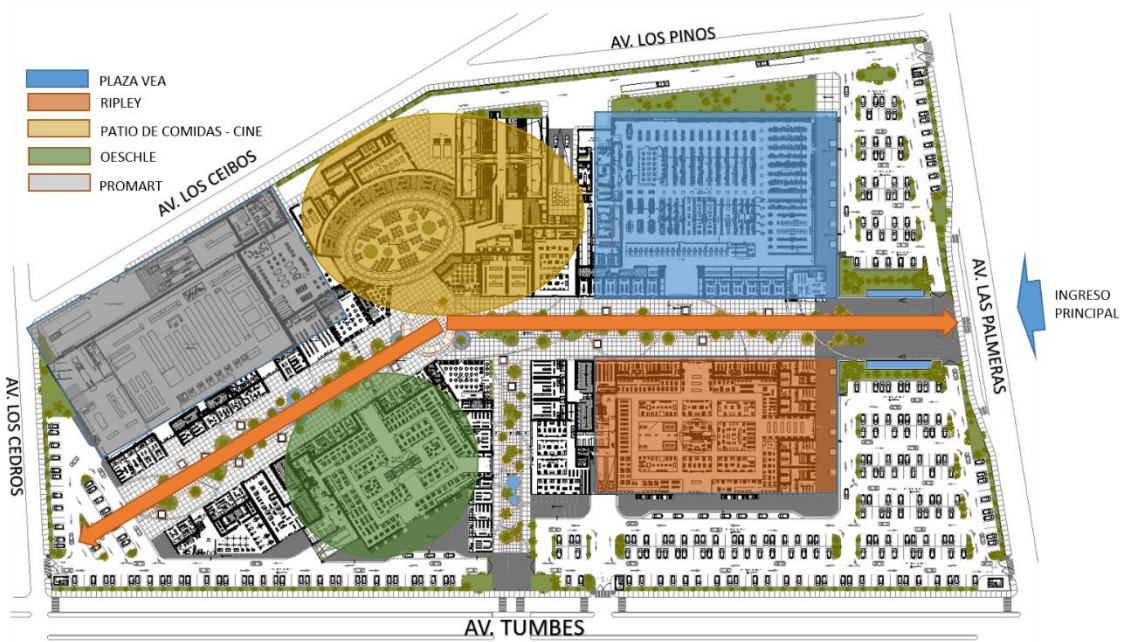 AV. LOS PINOS
PLAZA VEA
RIPLEY
PATIO DE COMIDAS - CINE
OESCHLE
PROMART
AV. LOS CEIBOS
AV. LAS PALMERAS
INGRESO
PRINCIPAL
AV. LOS CEDROS
AV. TUMBES